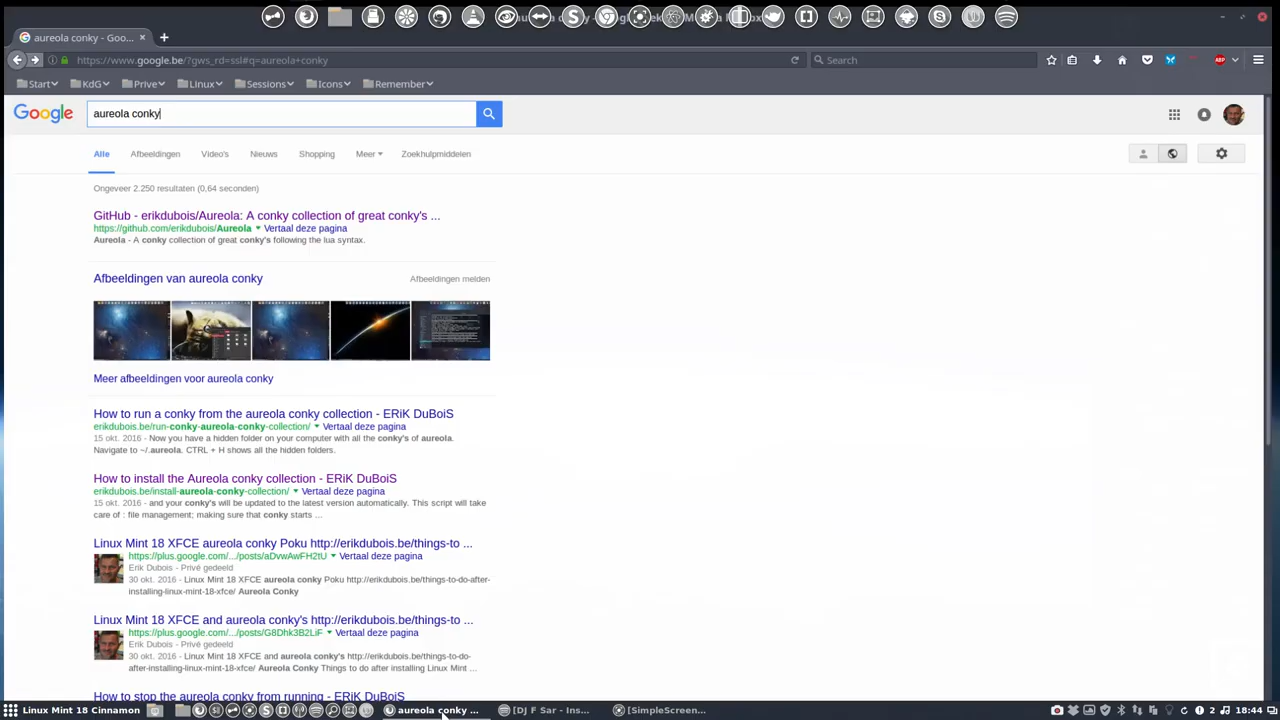 aureola conky - Goo...
https://www.google.be/?gws_rd=ssl#q=aureola+conky
Search
ABP
Start
KdG
Prive
Linux
Sessions
Icons
Remember
Google
aureola conky
Alle
Afbeeldingen
Video's
Nieuws
Shopping
Meer
Zoekhulpmiddelen
Ongeveer 2.250 resultaten (0,64 seconden)
GitHub - erikdubois/Aureola: A conky collection of great conky's ...
https://github.com/erikdubois/Aureola Vertaal deze pagina
Aureola - A conky collection of great conky's following the lua syntax.
Afbeeldingen van aureola conky
Afbeeldingen melden
Meer afbeeldingen voor aureola conky
How to run a conky from the aureola conky collection - ERiK DuBoiS
erikdubois.be/run-conky-aureola-conky-collection/ Vertaal deze pagina
15 okt. 2016 - Now you have a hidden folder on your computer with all the conky's of aureola.
Navigate to ~/.aureola. CTRL + H shows all the hidden folders.
How to install the Aureola conky collection - ERiK DuBoiS
erikdubois.be/install-aureola-conky-collection/ Vertaal deze pagina
15 okt. 2016 - and your conky's will be updated to the latest version automatically. This script will
take care of : file management; making sure that conky starts ...
Linux Mint 18 XFCE aureola conky Poku http://erikdubois.be/things-to ...
https://plus.google.com/.../posts/aDvwAwFH2tU Vertaal deze pagina
Erik Dubois - Privé gedeeld
30 okt. 2016 - Linux Mint 18 XFCE aureola conky Poku http://erikdubois.be/things-to-do-after-
installing-linux-mint-18-xfce/ Aureola Conky
Linux Mint 18 XFCE and aureola conky's http://erikdubois.be/things-to ...
https://plus.google.com/.../posts/G8Dhk3B2LiF Vertaal deze pagina
Erik Dubois - Privé gedeeld
30 okt. 2016 - Linux Mint 18 XFCE and aureola conky's http://erikdubois.be/things-to-do-
after-installing-linux-mint-18-xfce/ Aureola Conky Things to do after installing Linux Mint ...
How to stop the aureola conky from running - ERiK DuBoiS
Linux Mint 18 Cinnamon
aureola conky ...
[DJ F Sar - Ins...
[SimpleScreen...
2
18:44